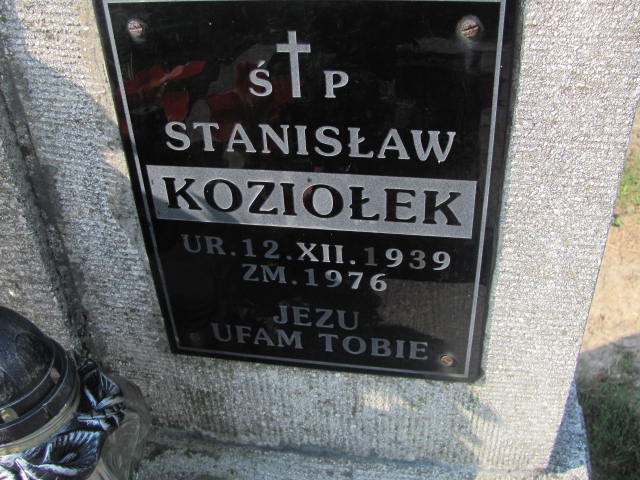 Ś P
STANISŁAW
KOZIOŁEK
UR.12.XII.1939
ZM.1976
JEZU
UFAM TOBIE